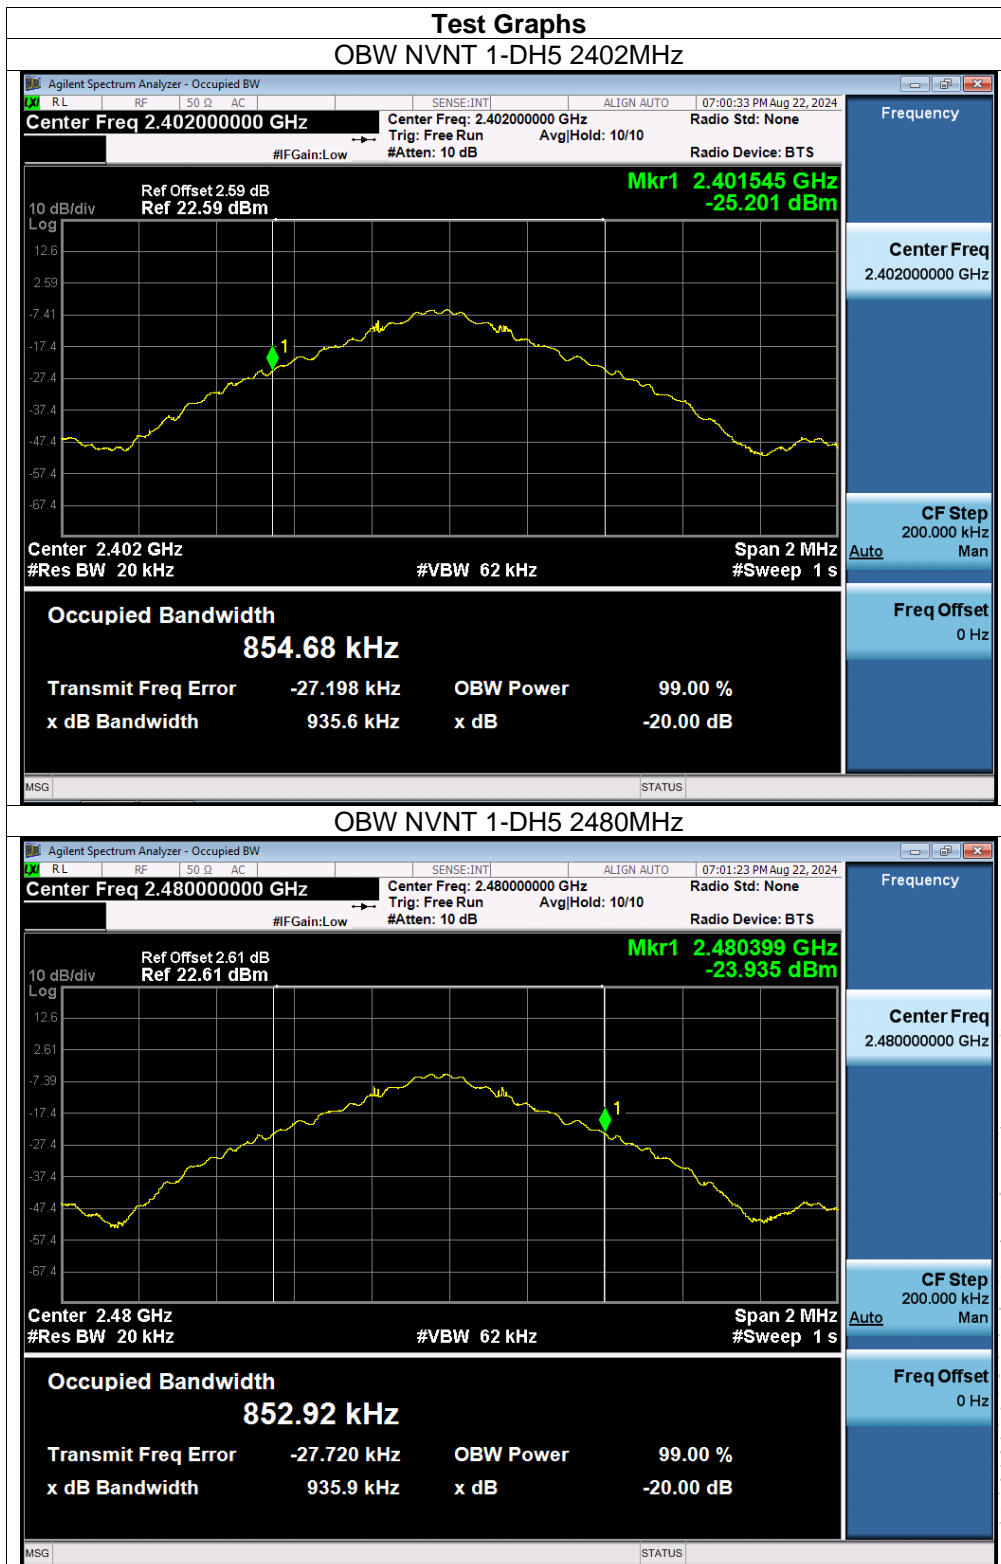 Test Graphs
OBW NVNT 1-DH5 2402MHz
Agilent Spectrum Analyzer - Occupied BW
LXI RL RF 50 Ω AC SENSE:INT ALIGN AUTO 07:00:33 PM Aug 22, 2024
Center Freq 2.402000000 GHz
Center Freq: 2.402000000 GHz
Radio Std: None
Trig: Free Run Avg|Hold: 10/10
#IFGain:Low #Atten: 10 dB Radio Device: BTS
Frequency
Mkr1 2.401545 GHz
-25.201 dBm
Ref Offset 2.59 dB
10 dB/div Ref 22.59 dBm
Log
12.6
2.59
-7.41
-17.4
-27.4
-37.4
-47.4
-57.4
-67.4
1
Center Freq
2.402000000 GHz
CF Step
200.000 kHz
Auto Man
Freq Offset
0 Hz
Center 2.402 GHz Span 2 MHz
#Res BW 20 kHz #VBW 62 kHz #Sweep 1 s
Occupied Bandwidth
854.68 kHz
Transmit Freq Error -27.198 kHz OBW Power 99.00 %
x dB Bandwidth 935.6 kHz x dB -20.00 dB
MSG STATUS
OBW NVNT 1-DH5 2480MHz
Agilent Spectrum Analyzer - Occupied BW
LXI RL RF 50 Ω AC SENSE:INT ALIGN AUTO 07:01:23 PM Aug 22, 2024
Center Freq 2.480000000 GHz
Center Freq: 2.480000000 GHz
Radio Std: None
Trig: Free Run Avg|Hold: 10/10
#IFGain:Low #Atten: 10 dB Radio Device: BTS
Frequency
Mkr1 2.480399 GHz
-23.935 dBm
Ref Offset 2.61 dB
10 dB/div Ref 22.61 dBm
Log
12.6
2.61
-7.39
-17.4
-27.4
-37.4
-47.4
-57.4
-67.4
1
Center Freq
2.480000000 GHz
CF Step
200.000 kHz
Auto Man
Freq Offset
0 Hz
Center 2.48 GHz Span 2 MHz
#Res BW 20 kHz #VBW 62 kHz #Sweep 1 s
Occupied Bandwidth
852.92 kHz
Transmit Freq Error -27.720 kHz OBW Power 99.00 %
x dB Bandwidth 935.9 kHz x dB -20.00 dB
MSG STATUS